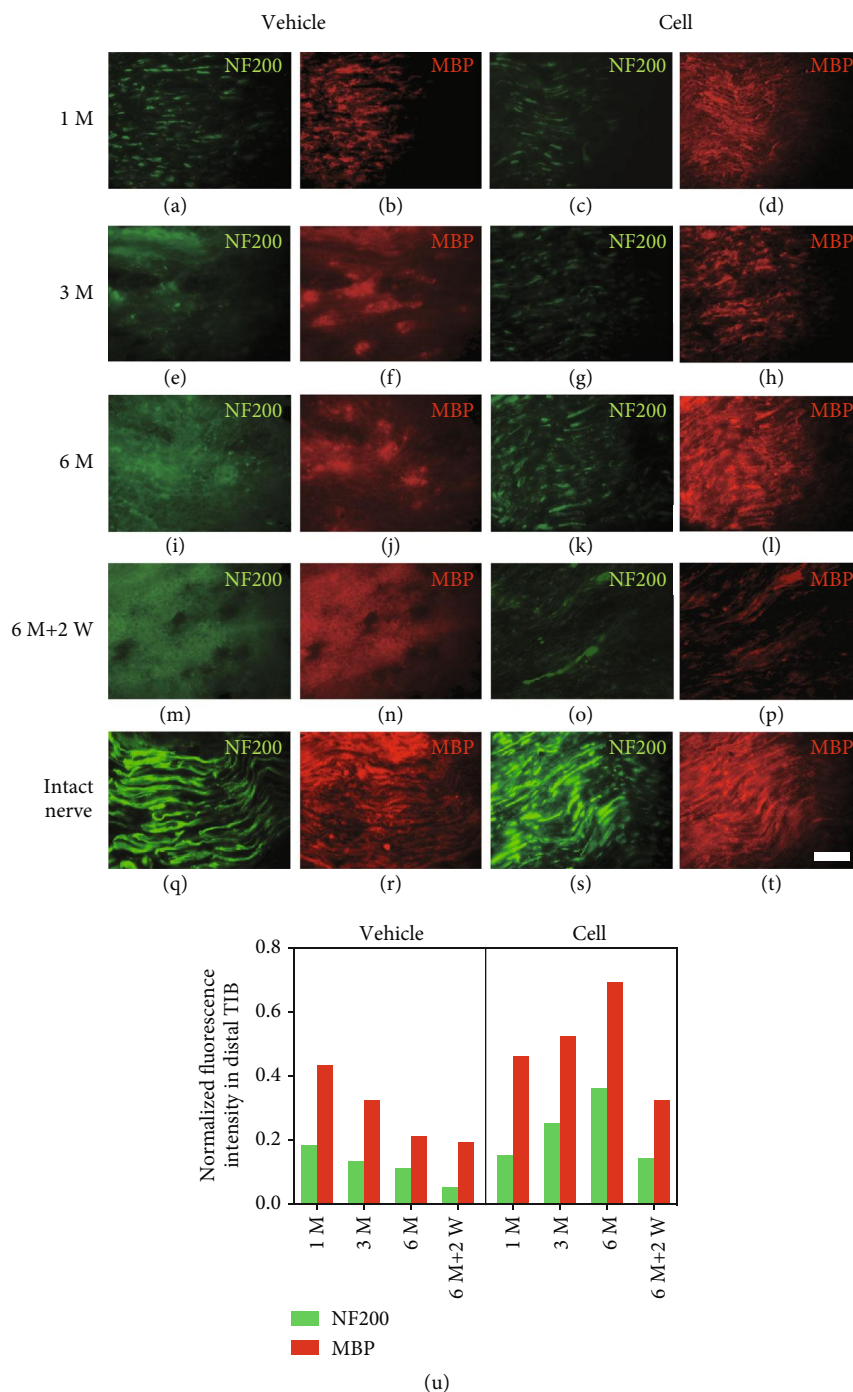 Vehicle Cell
1 M NF200 MBP NF200 MBP
(a) (b) (c) (d)
3 M NF200 MBP NF200 MBP
(e) (f) (g) (h)
6 M NF200 MBP NF200 MBP
(i) (j) (k) (l)
6 M+2 W NF200 MBP NF200 MBP
(m) (n) (o) (p)
Intact nerve NF200 MBP NF200 MBP
(q) (r) (s) (t)
Vehicle Cell
Normalized fluorescence
intensity in distal TIB
0.8
0.6
0.4
0.2
0.0
1 M 3 M 6 M 6 M+2 W 1 M 3 M 6 M 6 M+2 W
NF200
MBP
(u)